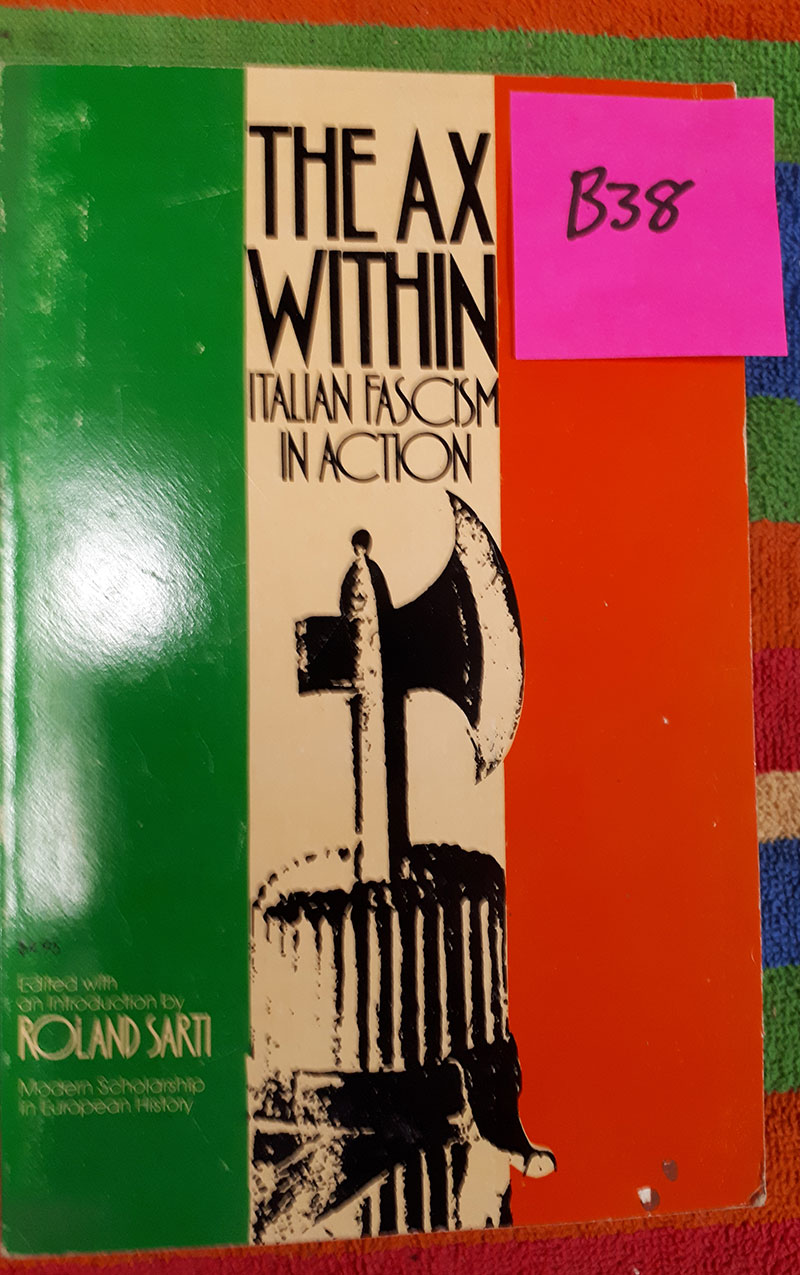 THE AX
WITHIN
ITALIAN FASCISM
IN ACTION
B38
Edited with
an Introduction by
ROLAND SARTI
Modern Scholarship
in European History